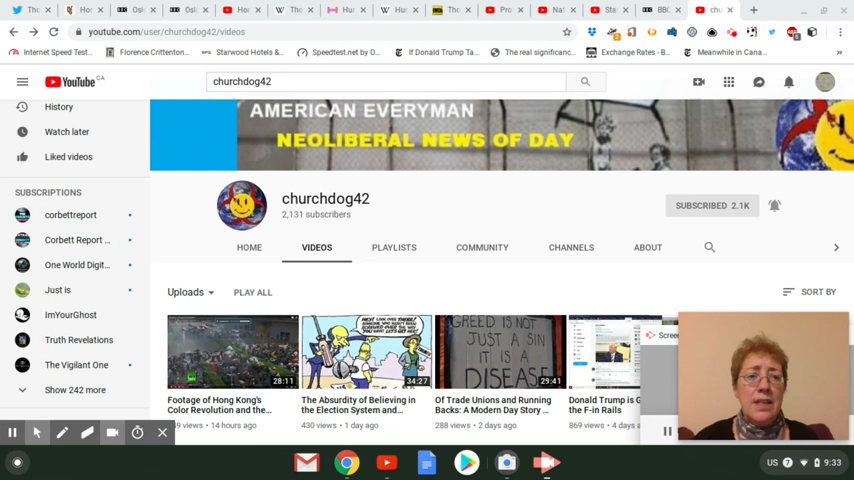 youtube.com/user/churchdog42/videos
Internet Speed Test...
Florence Crittenton...
Starwood Hotels &...
Speedtest.net by O...
If Donald Trump Ta...
The real significanc...
Exchange Rates - B...
Meanwhile in Cana...
YouTube CA
churchdog42
History
Watch later
Liked videos
SUBSCRIPTIONS
corbettreport
Corbett Report ...
One World Digit...
Just is
ImYourGhost
Truth Revelations
The Vigilant One
Show 242 more
AMERICAN EVERYMAN
NEOLIBERAL NEWS OF DAY
churchdog42
2,131 subscribers
SUBSCRIBED 2.1K
HOME
VIDEOS
PLAYLISTS
COMMUNITY
CHANNELS
ABOUT
Uploads
PLAY ALL
SORT BY
28:11
34:27
GREED IS NOT
JUST A SIN
IT IS A
DISEASE
29:41
Footage of Hong Kong's
Color Revolution and the...
views • 14 hours ago
The Absurdity of Believing in
the Election System and...
430 views • 1 day ago
Of Trade Unions and Running
Backs: A Modern Day Story ...
288 views • 2 days ago
Donald Trump is G
the F-in Rails
869 views • 4 days a
Scree
US
9:33